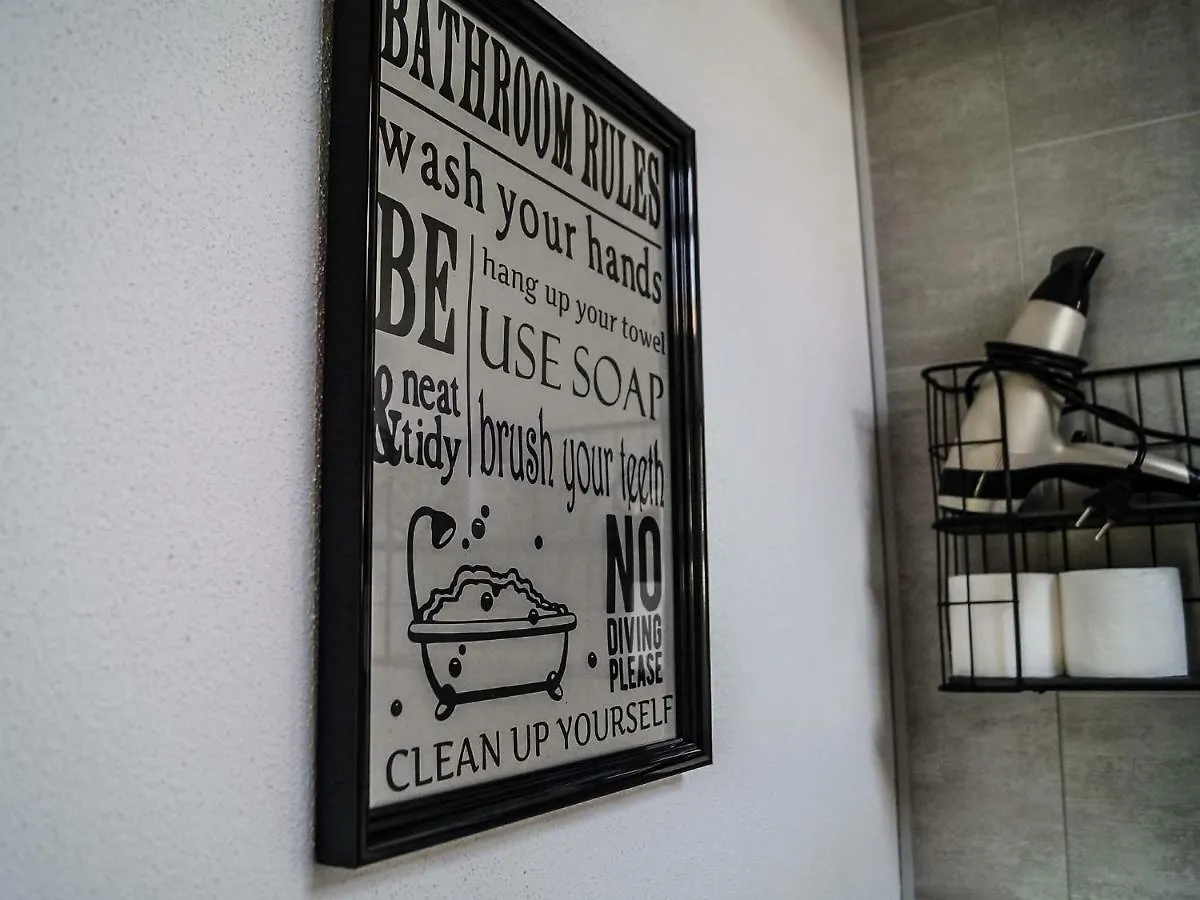 BATHROOM RULES
wash your hands
BE
& neat
tidy
hang up your towel
USE SOAP
brush your teeth
NO
DIVING
PLEASE
CLEAN UP YOURSELF